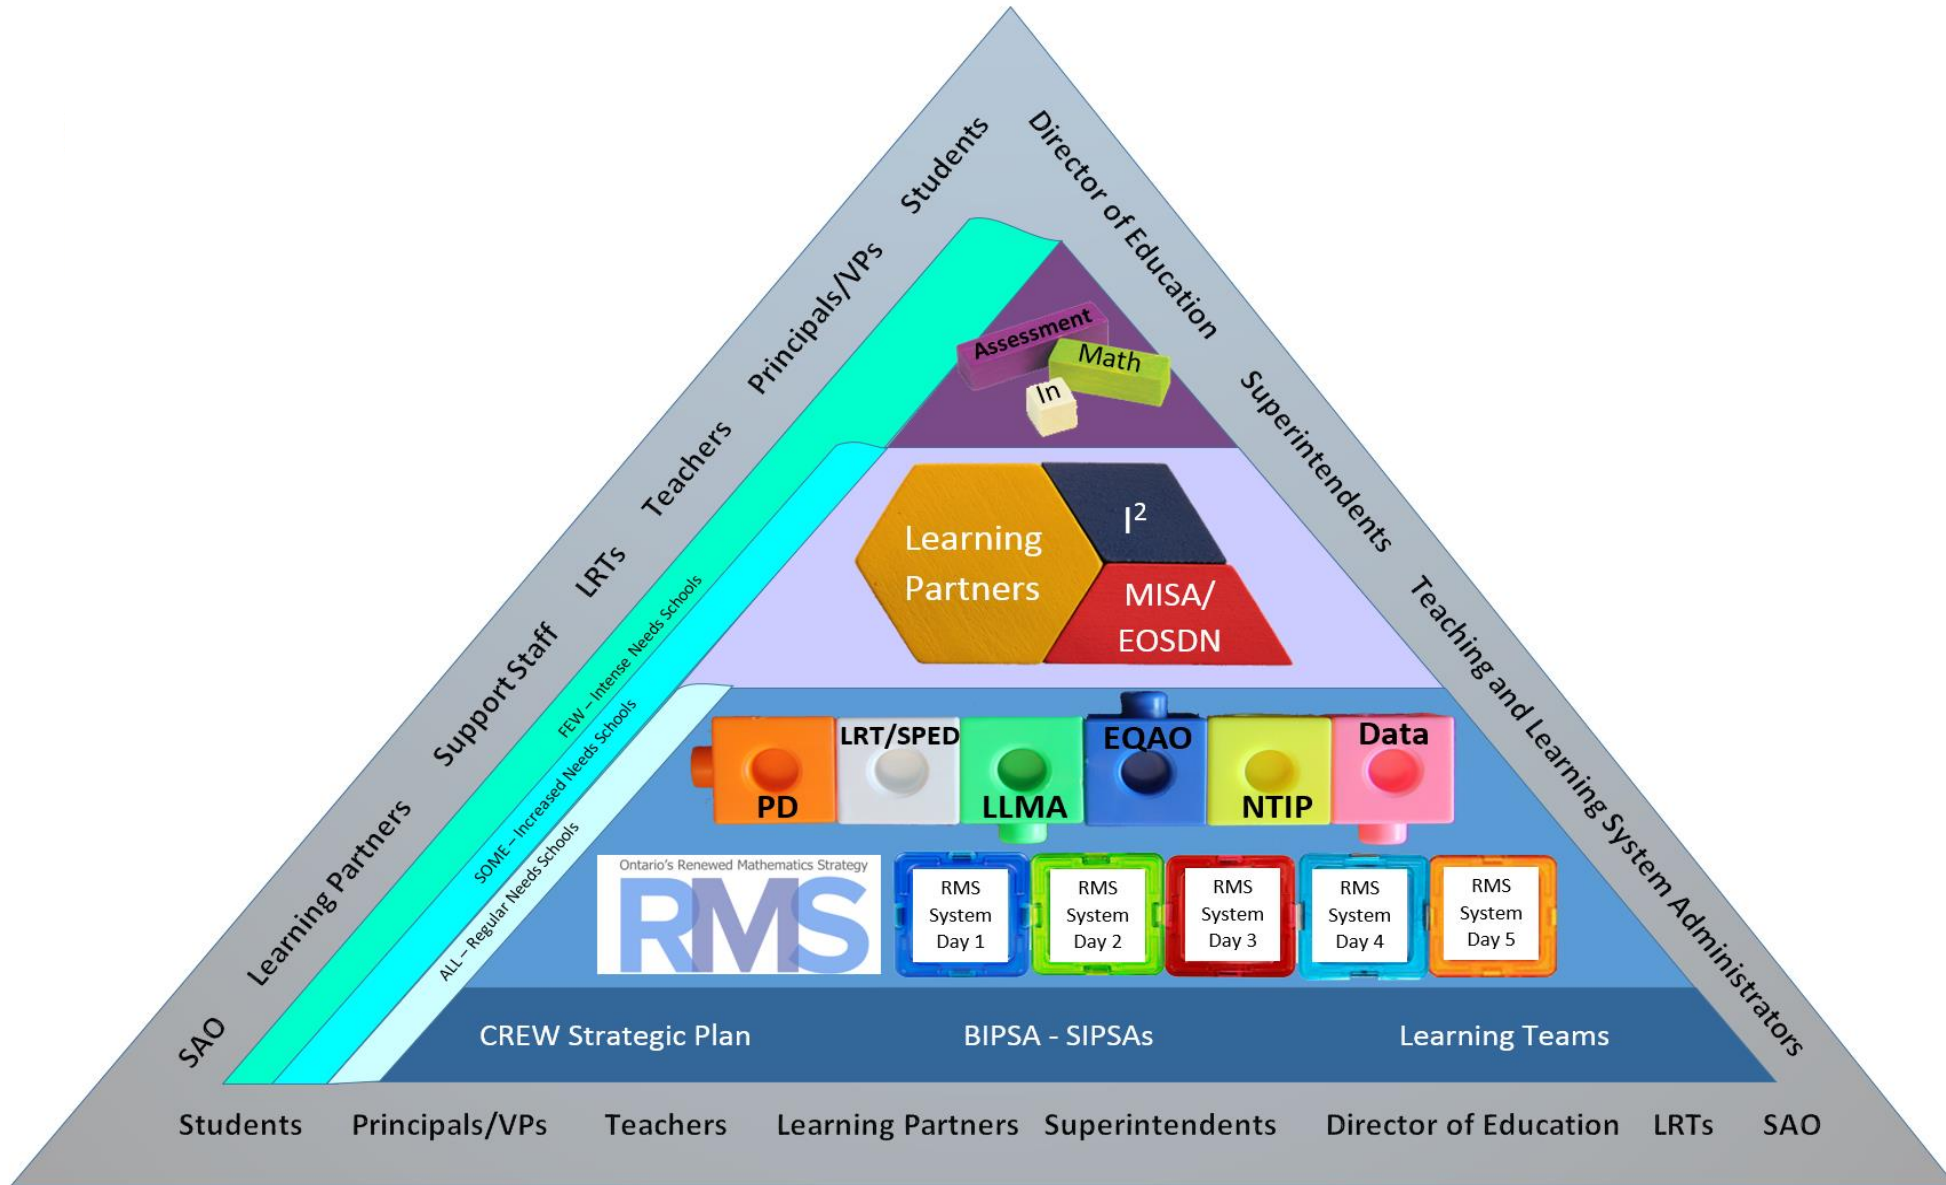 Students
Principals/VPs
Teachers
LRTs
Support Staff
Learning Partners
SAO
Director of Education
Superintendents
Teaching and Learning System Administrators
FEW – Intense Needs Schools
SOME – Increased Needs Schools
ALL – Regular Needs Schools
Assessment
Math
In
Learning
Partners
I²
MISA/
EOSDN
PD
LRT/SPED
LLMA
EQAO
NTIP
Data
Ontario's Renewed Mathematics Strategy
RMS
RMS
System
Day 1
RMS
System
Day 2
RMS
System
Day 3
RMS
System
Day 4
RMS
System
Day 5
CREW Strategic Plan
BIPSA - SIPSAs
Learning Teams
Students Principals/VPs Teachers Learning Partners Superintendents Director of Education LRTs SAO